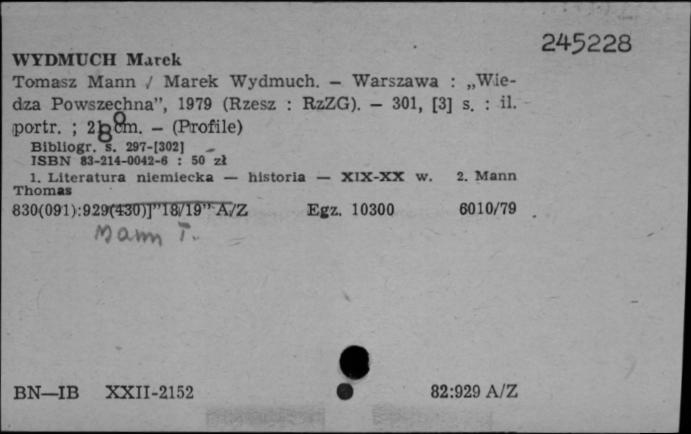 245228
WYDMUCH Marek
Tomasz Mann / Marek Wydmuch. — Warszawa : „Wie-
dza Powszechna”, 1979 (Rzesz : RzZG). — 301, [3] s. : il.
portr. ; 18 cm. — (Profile)
Bibliogr. s. 297-[302]
ISBN 83-214-0042-6 : 50 zł
1. Literatura niemiecka — historia — XIX-XX w. 2. Mann
Thomas
830(091):929(430)]”18/19” A/Z Egz. 10300 6010/79
Mann T.
BN—IB XXII-2152 82:929 A/Z